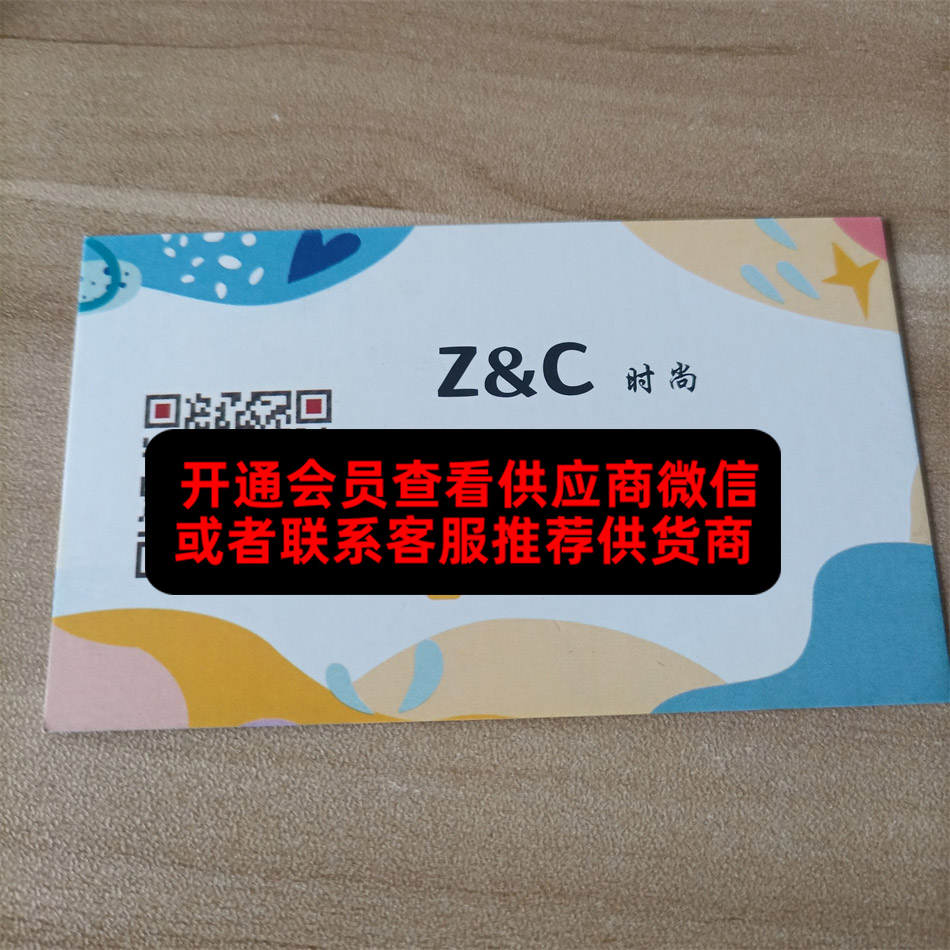 Z&C 时尚
开通会员查看供应商微信
或者联系客服推荐供货商